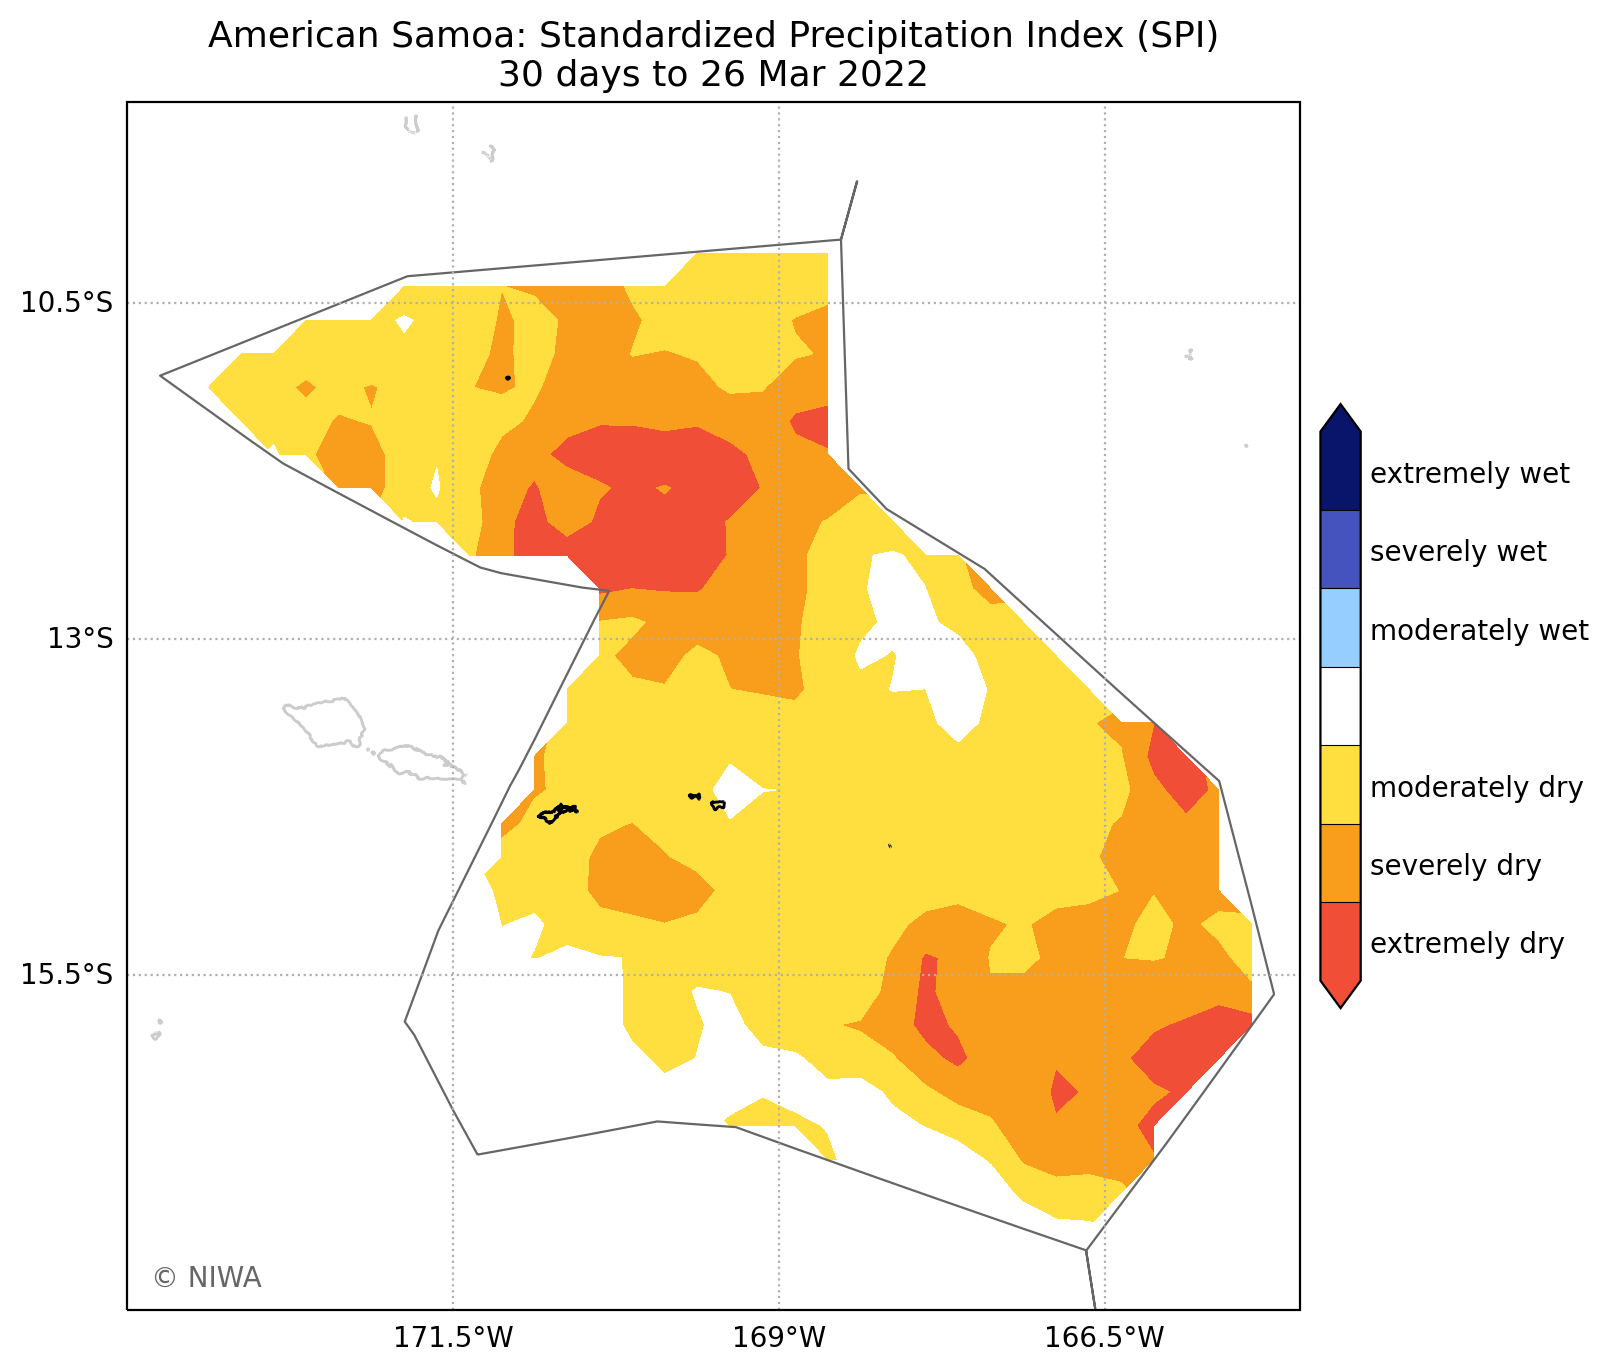 American Samoa: Standardized Precipitation Index (SPI)
30 days to 26 Mar 2022
10.5°S
13°S
15.5°S
171.5°W
169°W
166.5°W
extremely wet
severely wet
moderately wet
moderately dry
severely dry
extremely dry
© NIWA